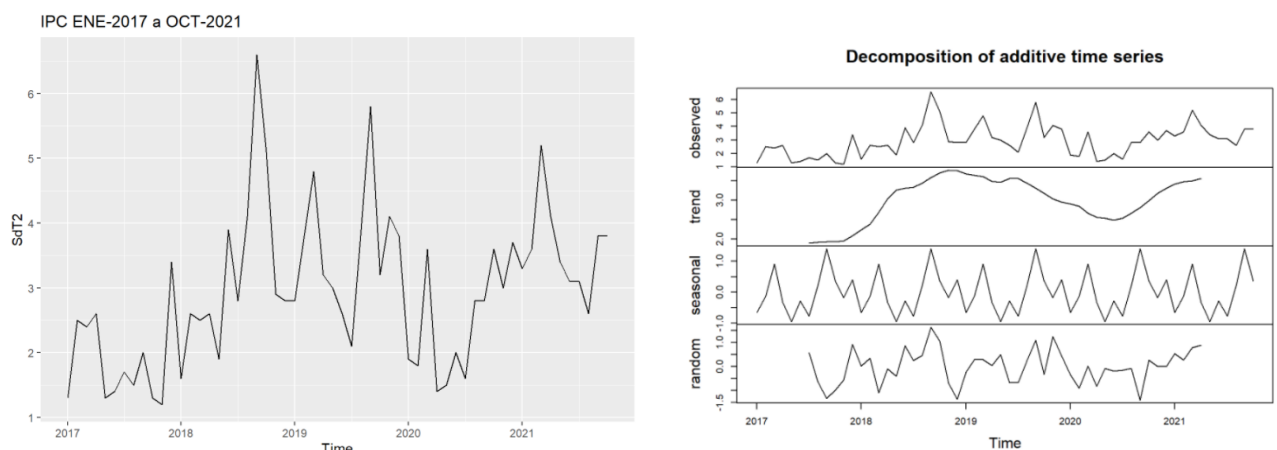 IPC ENE-2017 a OCT-2021
SdT2
6
5
4
3
2
1
2017 2018 2019 2020 2021
Time
Decomposition of additive time series
observed
6
5
4
3
2
1
trend
3.0
2.0
seasonal
1.0
0.0
-1.0
random
1.0
0.0
-1.5
2017 2018 2019 2020 2021
Time